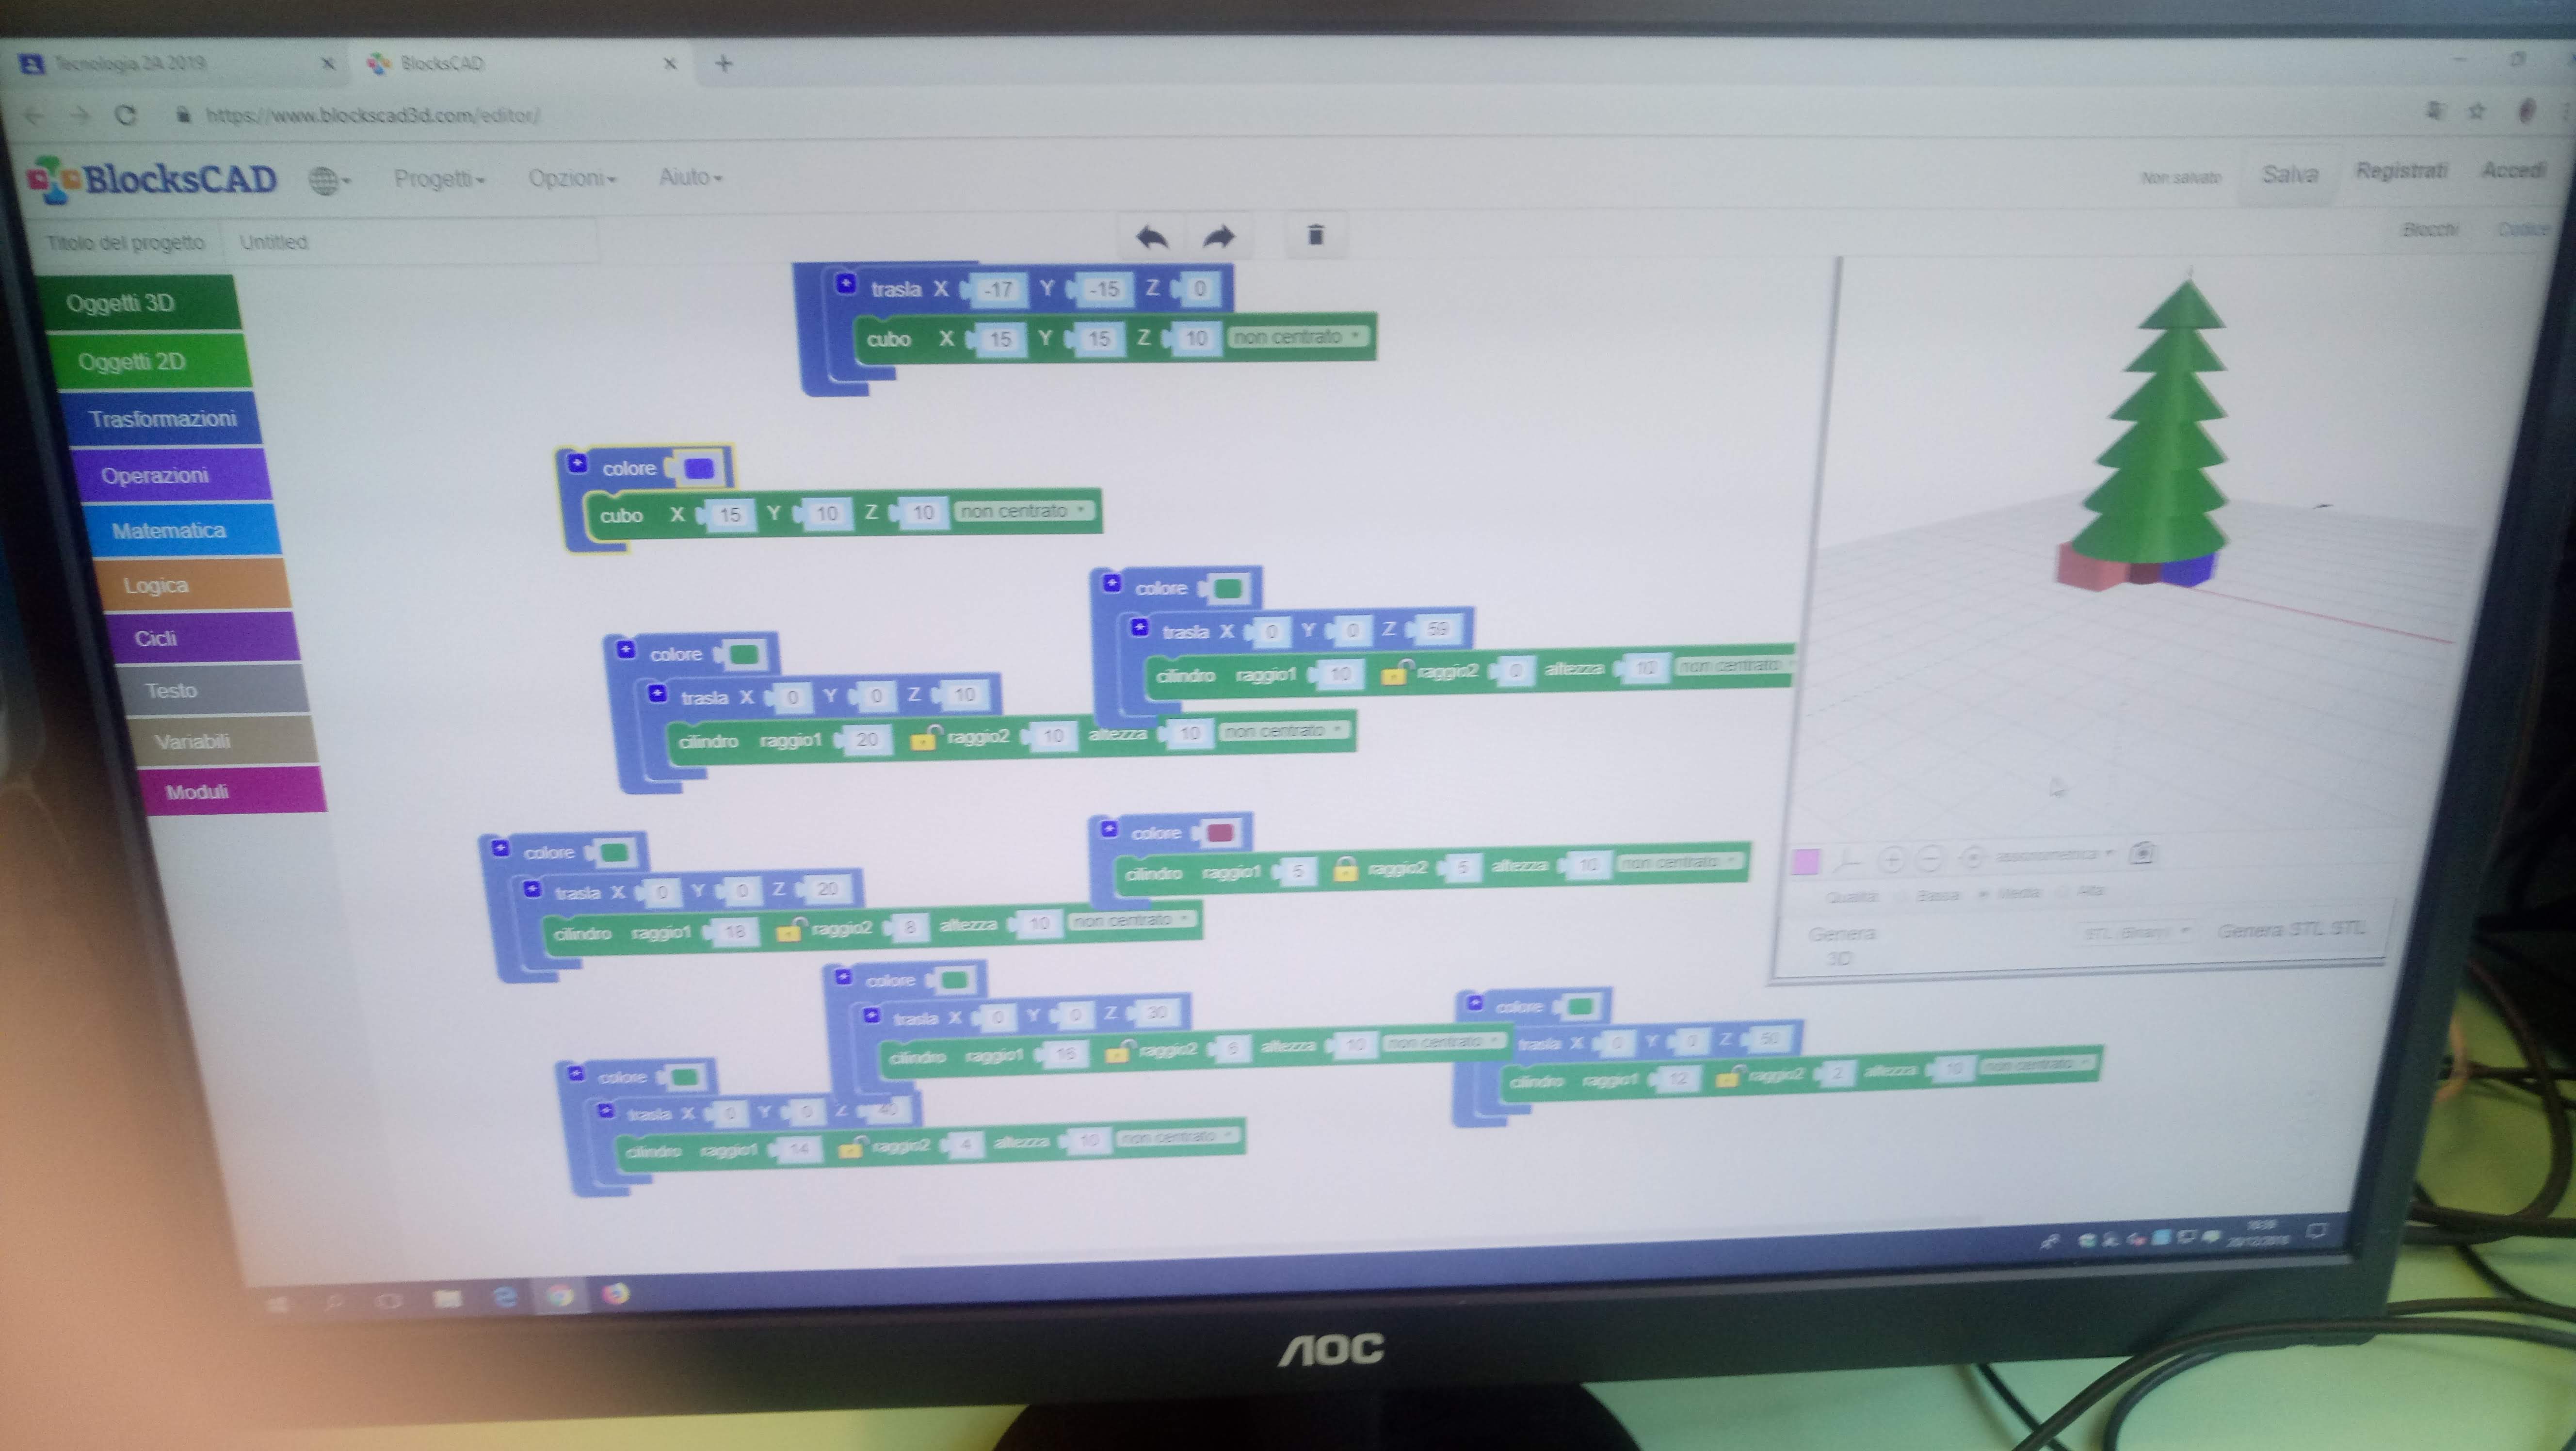 Tecnologia 2A 2019
BlocksCAD
https://www.blockscad3d.com/editor/
BlocksCAD Progetti Opzioni Aiuto
Non salvato Salva Registrati Accedi
Titolo del progetto Untitled
Blocchi Codice
Oggetti 3D
Oggetti 2D
Trasformazioni
Operazioni
Matematica
Logica
Cicli
Testo
Variabili
Moduli
trasla X -17 Y -15 Z 0
cubo X 15 Y 15 Z 10 non centrato
colore
cubo X 15 Y 10 Z 10 non centrato
colore
trasla X 0 Y 0 Z 59
cilindro raggio1 10 raggio2 0 altezza 10 non centrato
colore
trasla X 0 Y 0 Z 10
cilindro raggio1 20 raggio2 10 altezza 10 non centrato
colore
cilindro raggio1 5 raggio2 5 altezza 10 non centrato
colore
trasla X 0 Y 0 Z 20
cilindro raggio1 18 raggio2 8 altezza 10 non centrato
colore
trasla X 0 Y 0 Z 30
cilindro raggio1 16 raggio2 6 altezza 10 non centrato
colore
trasla X 0 Y 0 Z 50
cilindro raggio1 12 raggio2 2 altezza 10 non centrato
colore
trasla X 0 Y 0 Z 40
cilindro raggio1 14 raggio2 4 altezza 10 non centrato
assonometrica
Qualità Bassa Media Alta
Genera
3D
STL (Binary) Genera STL STL
AOC